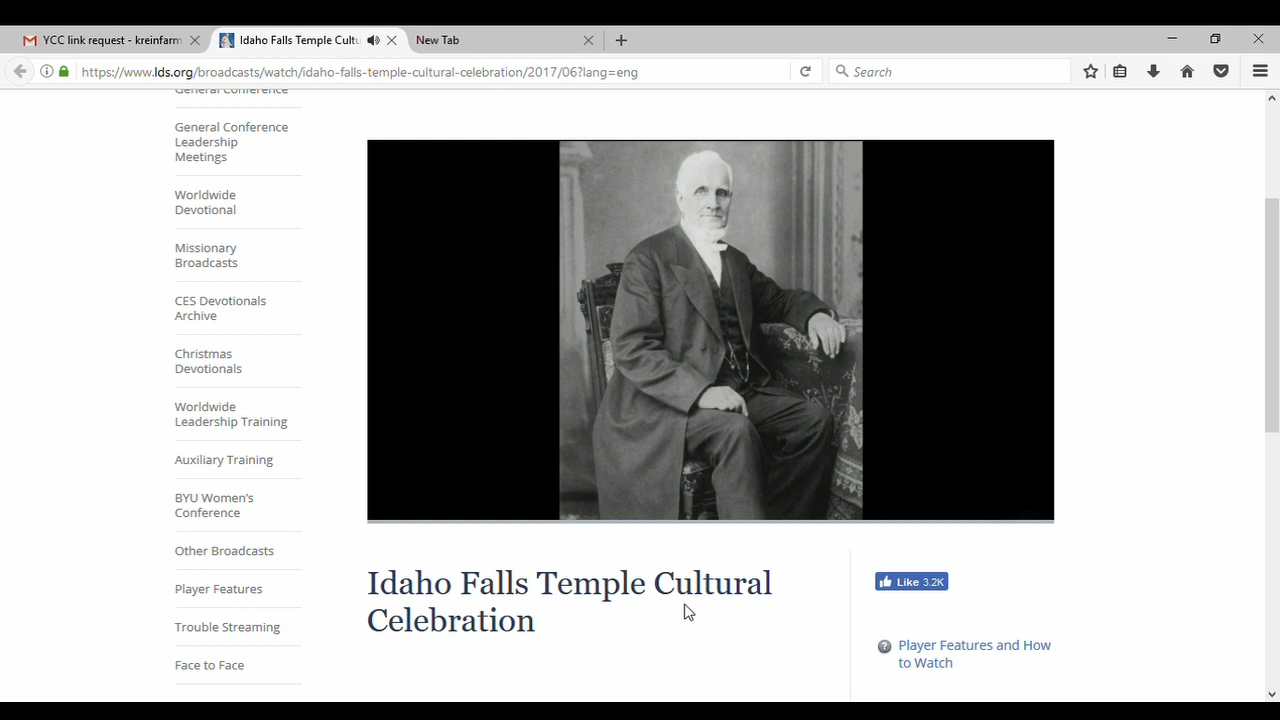 YCC link request - kreinfarm
Idaho Falls Temple Cultu
New Tab
https://www.lds.org/broadcasts/watch/idaho-falls-temple-cultural-celebration/2017/06?lang=eng
Search
General Conference
General Conference
Leadership
Meetings
Worldwide
Devotional
Missionary
Broadcasts
CES Devotionals
Archive
Christmas
Devotionals
Worldwide
Leadership Training
Auxiliary Training
BYU Women's
Conference
Other Broadcasts
Player Features
Trouble Streaming
Face to Face
Idaho Falls Temple Cultural
Celebration
Like 3.2K
Player Features and How
to Watch